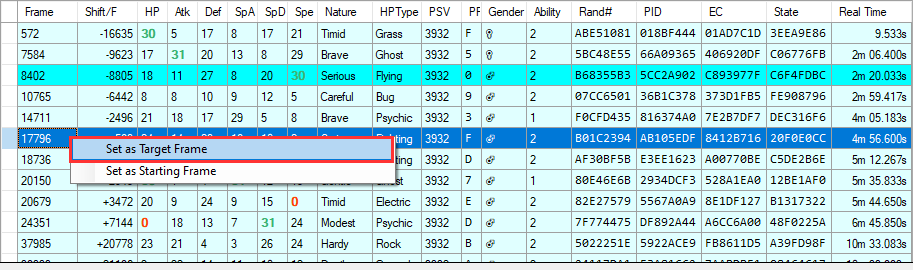 Frame Shift/F HP Atk Def SpA SpD Spe Nature HPType PSV Gender Ability Rand# PID EC State Real Time
572 -16635 30 5 17 8 17 21 Timid Grass 3932 F 2 ABE51081 018BF444 01AD7C1D 3EEA9E86 9.533s
7584 -9623 17 31 20 13 8 29 Brave Ghost 3932 5 2 5BC48E55 66A09365 406920DF C06776FB 2m 06.400s
8402 -8805 18 11 27 8 20 30 Serious Flying 3932 0 2 B68355B3 5CC2A902 C893977F C6F4FDBC 2m 20.033s
10765 -6442 8 8 10 9 19 12 Careful Bug 3932 9 2 07CC6501 36B1C378 373D1FB5 FE908796 2m 59.417s
14711 -2496 21 18 17 29 5 8 Brave Psychic 3932 3 1 F0CFD435 816374A0 7E2B7DF7 DEC316F6 4m 05.183s
17796 3932 F 2 B01C2394 AB105EDF 8412B716 20F0E0CC 4m 56.600s
Set as Target Frame
18736 3932 D 2 AF30BF5B E3EE1623 A00770BE C5DE2B6E 5m 12.267s
Set as Starting Frame
20150 3932 7 1 80E46E6B 2934DCF3 528A1EA0 12BE1AF0 5m 35.833s
20679 +3472 20 9 24 9 15 0 Timid Electric 3932 E 2 82E27579 5567A0A9 8E1DF127 B1317322 5m 44.650s
24351 +7144 0 18 13 7 31 24 Modest Psychic 3932 D 2 7F774475 DF892A44 A6CC6A00 48F0225A 6m 45.850s
37985 +20778 23 21 4 3 26 24 Hardy Rock 3932 B 2 5022251E 5922ACE9 FB8611D5 A39FD98F 10m 33.083s